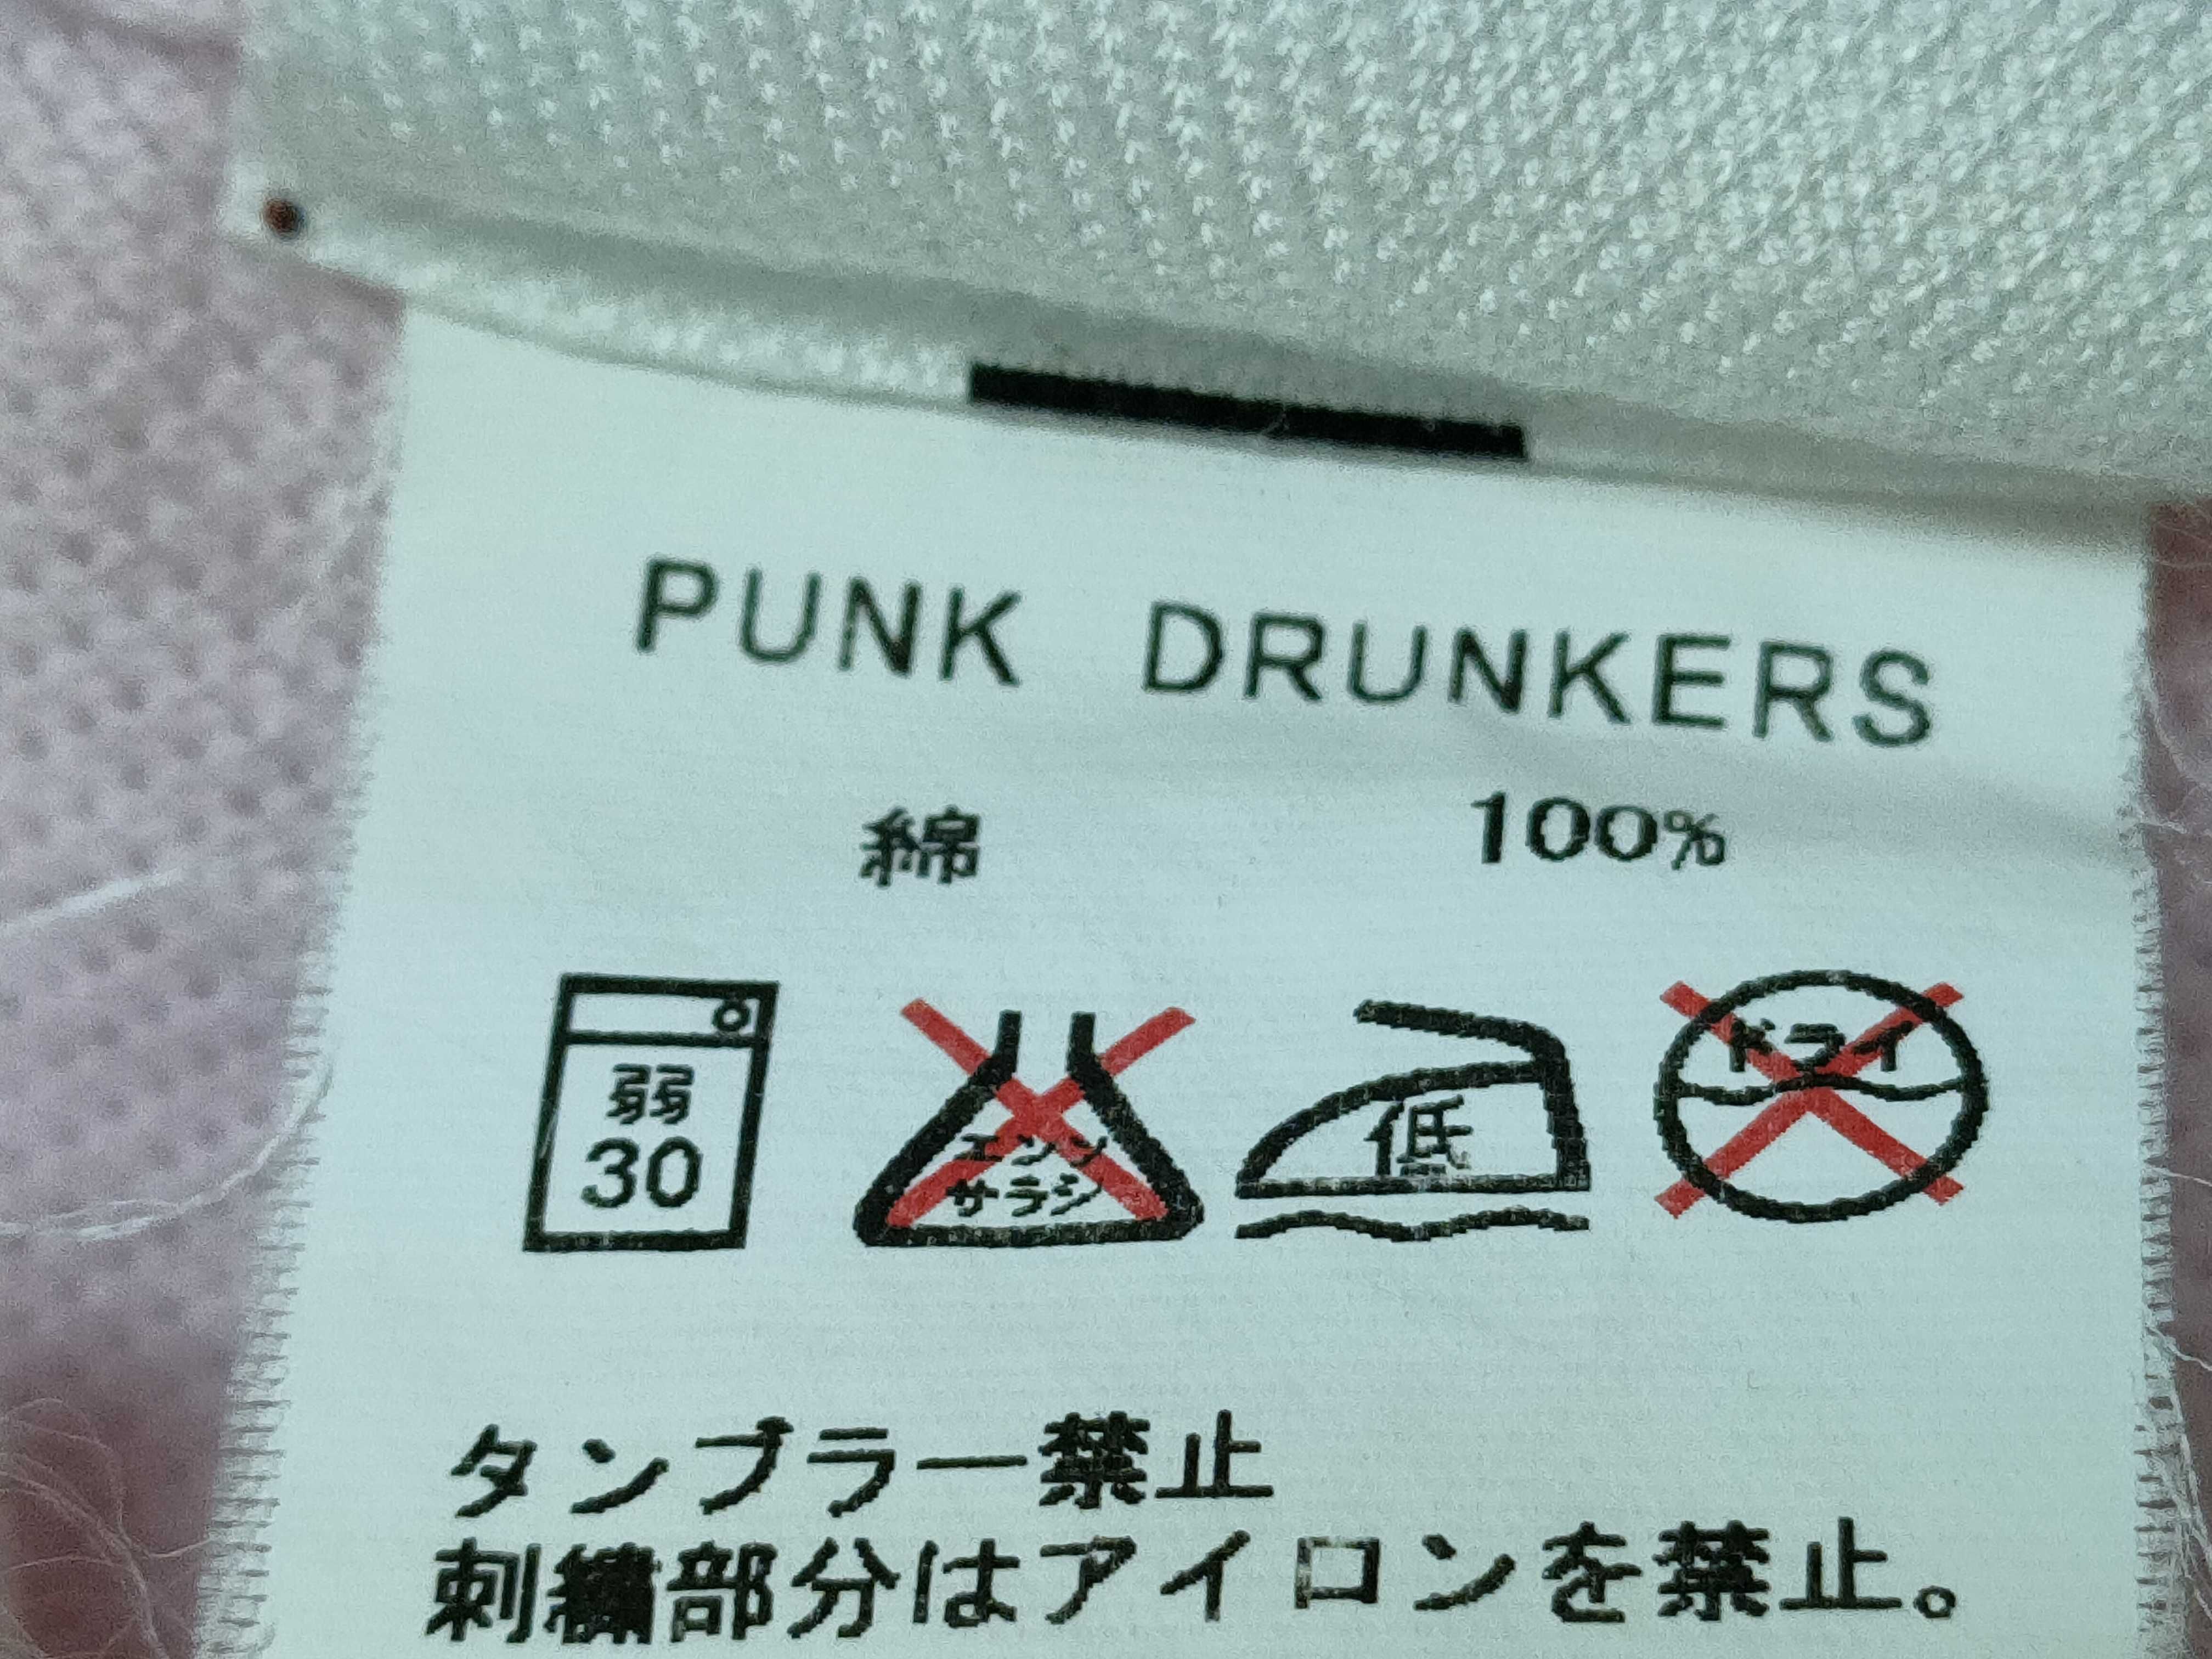 PUNK DRUNKERS
綿 100%
弱
30
エンソ
サラシ
低
ドライ
タンブラー禁止
刺繍部分はアイロンを禁止。